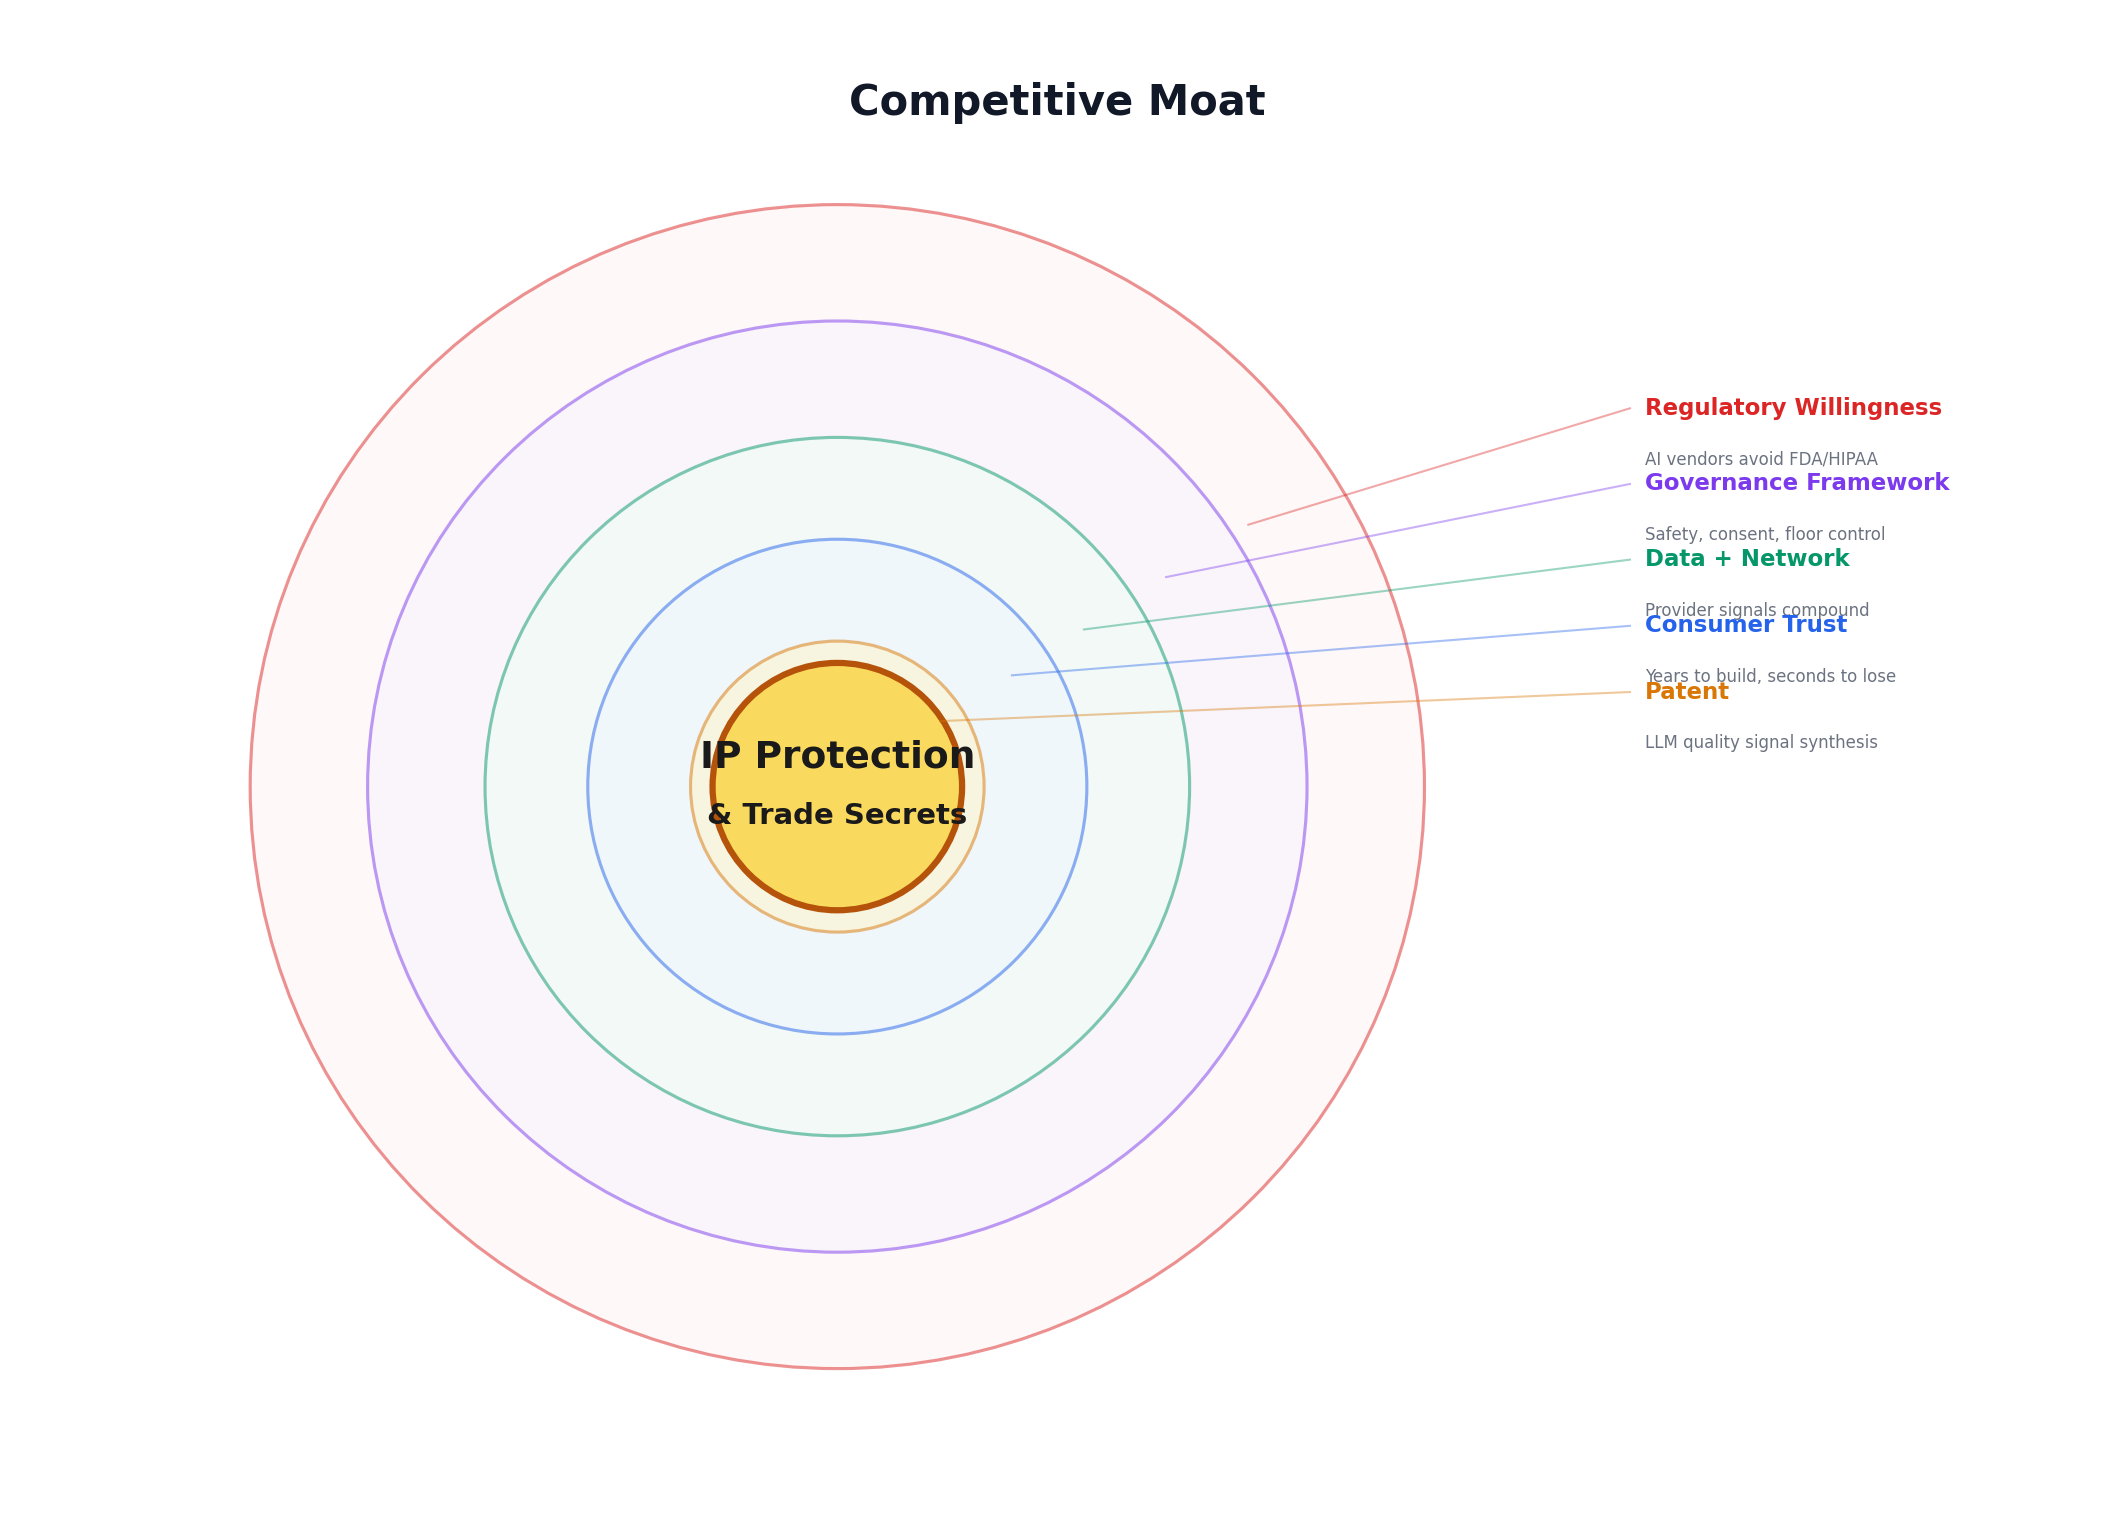 Competitive Moat
Regulatory Willingness
AI vendors avoid FDA/HIPAA
Governance Framework
Safety, consent, floor control
Data + Network
Provider signals compound
Consumer Trust
Years to build, seconds to lose
Patent
LLM quality signal synthesis
IP Protection
& Trade Secrets